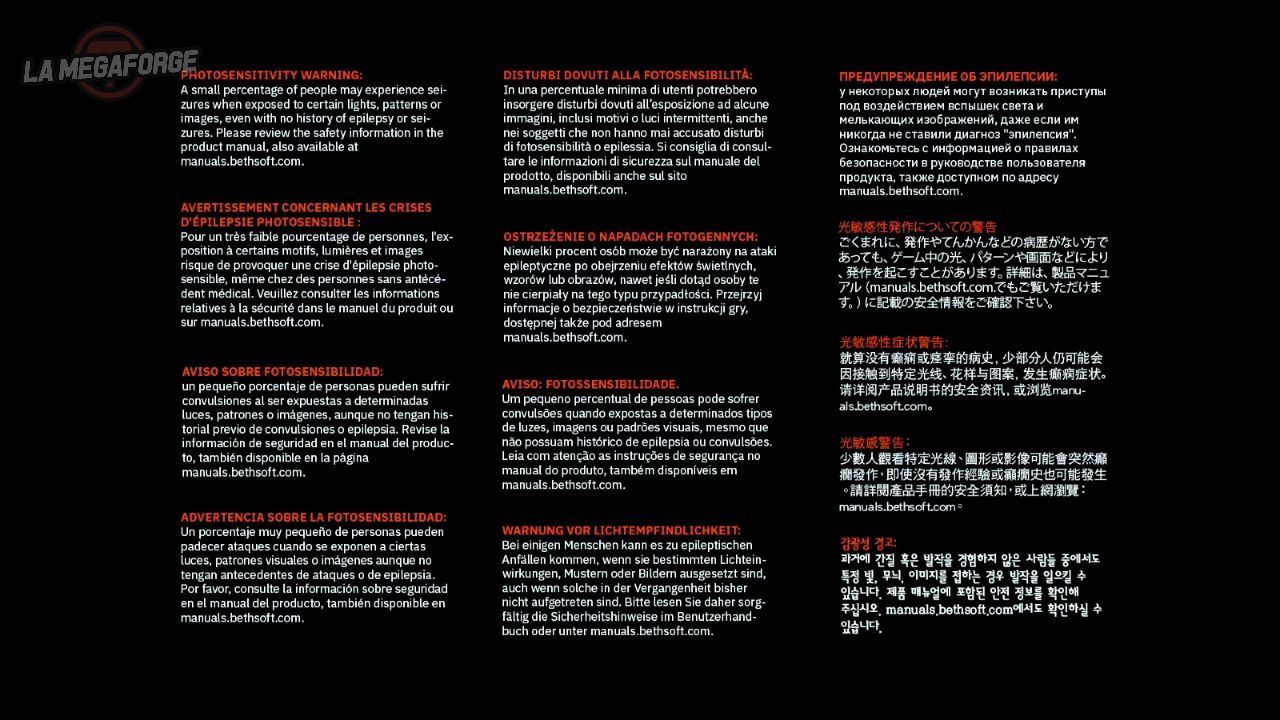 LA MEGAFORGE
PHOTOSENSITIVITY WARNING:
A small percentage of people may experience sei-
zures when exposed to certain lights, patterns or
images, even with no history of epilepsy or sei-
zures. Please review the safety information in the
product manual, also available at
manuals.bethsoft.com.
AVERTISSEMENT CONCERNANT LES CRISES
D'ÉPILEPSIE PHOTOSENSIBLE :
Pour un très faible pourcentage de personnes, l'ex-
position à certains motifs, lumières et images
risque de provoquer une crise d'épilepsie photo-
sensible, même chez des personnes sans antécé-
dent médical. Veuillez consulter les informations
relatives à la sécurité dans le manuel du produit ou
sur manuals.bethsoft.com.
AVISO SOBRE FOTOSENSIBILIDAD:
un pequeño porcentaje de personas pueden sufrir
convulsiones al ser expuestas a determinadas
luces, patrones o imágenes, aunque no tengan his-
torial previo de convulsiones o epilepsia. Revise la
información de seguridad en el manual del produc-
to, también disponible en la página
manuals.bethsoft.com.
ADVERTENCIA SOBRE LA FOTOSENSIBILIDAD:
Un porcentaje muy pequeño de personas pueden
padecer ataques cuando se exponen a ciertas
luces, patrones visuales o imágenes aunque no
tengan antecedentes de ataques o de epilepsia.
Por favor, consulte la información sobre seguridad
en el manual del producto, también disponible en
manuals.bethsoft.com.
DISTURBI DOVUTI ALLA FOTOSENSIBILITÀ:
In una percentuale minima di utenti potrebbero
insorgere disturbi dovuti all'esposizione ad alcune
immagini, inclusi motivi o luci intermittenti, anche
nei soggetti che non hanno mai accusato disturbi
di fotosensibilità o epilessia. Si consiglia di consul-
tare le informazioni di sicurezza sul manuale del
prodotto, disponibili anche sul sito
manuals.bethsoft.com.
OSTRZEŻENIE O NAPADACH FOTOGENNYCH:
Niewielki procent osób może być narażony na ataki
epileptyczne po obejrzeniu efektów świetlnych,
wzorów lub obrazów, nawet jeśli dotąd osoby te
nie cierpiały na tego typu przypadłości. Przejrzyj
informacje o bezpieczeństwie w instrukcji gry,
dostępnej także pod adresem
manuals.bethsoft.com.
AVISO: FOTOSSENSIBILIDADE.
Um pequeno percentual de pessoas pode sofrer
convulsões quando expostas a determinados tipos
de luzes, imagens ou padrões visuais, mesmo que
não possuam histórico de epilepsia ou convulsões.
Leia com atenção as instruções de segurança no
manual do produto, também disponíveis em
manuals.bethsoft.com.
WARNUNG VOR LICHTEMPFINDLICHKEIT:
Bei einigen Menschen kann es zu epileptischen
Anfällen kommen, wenn sie bestimmten Lichtein-
wirkungen, Mustern oder Bildern ausgesetzt sind,
auch wenn solche in der Vergangenheit bisher
nicht aufgetreten sind. Bitte lesen Sie daher sorg-
fältig die Sicherheitshinweise im Benutzerhand-
buch oder unter manuals.bethsoft.com.
ПРЕДУПРЕЖДЕНИЕ ОБ ЭПИЛЕПСИИ:
у некоторых людей могут возникать приступы
под воздействием вспышек света и
мелькающих изображений, даже если им
никогда не ставили диагноз "эпилепсия".
Ознакомьтесь с информацией о правилах
безопасности в руководстве пользователя
продукта, также доступном по адресу
manuals.bethsoft.com.
光敏感性発作についての警告
ごくまれに、発作やてんかんなどの病歴がない方で
あっても、ゲーム中の光、パターンや画面などにより
、発作を起こすことがあります。詳細は、製品マニュ
アル (manuals.bethsoft.comでもご覧いただけま
す。) に記載の安全情報をご確認下さい。
光敏感性症状警告:
就算没有癫痫或痉挛的病史, 少部分人仍可能会
因接触到特定光线、花样与图案, 发生癫痫症状。
请详阅产品说明书的安全资讯, 或浏览manu-
als.bethsoft.com。
光敏感警告：
少數人觀看特定光線、圖形或影像可能會突然癲
癇發作，即使沒有發作經驗或癲癇史也可能發生
。請詳閱產品手冊的安全須知，或上網瀏覽：
manuals.bethsoft.com。
감광성 경고:
과거에 간질 혹은 발작을 경험하지 않은 사람들 중에서도
특정 빛, 무늬, 이미지를 접하는 경우 발작을 일으킬 수
있습니다. 제품 매뉴얼에 포함된 안전 정보를 확인해
주십시오. manuals.bethsoft.com에서도 확인하실 수
있습니다.